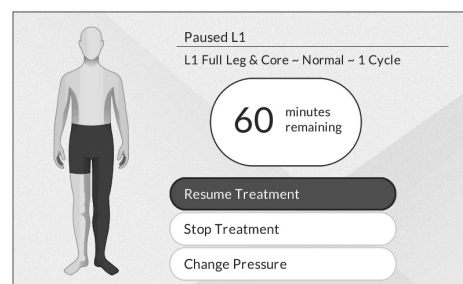 Paused L1
L1 Full Leg & Core ~ Normal ~ 1 Cycle
60 minutes
remaining
Resume Treatment
Stop Treatment
Change Pressure